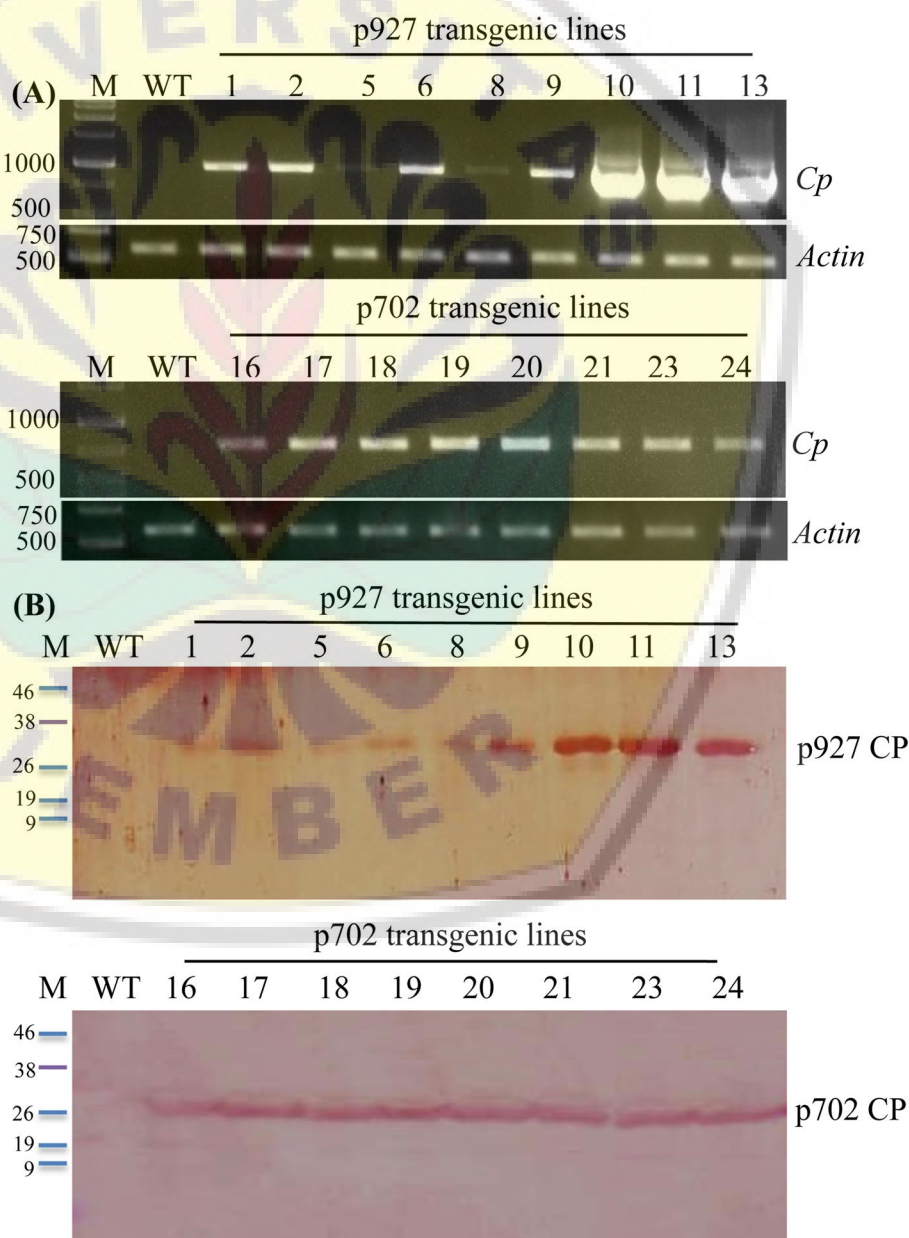 p927 transgenic lines
(A) M WT 1 2 5 6 8 9 10 11 13
1000
500
Cp
750
500
Actin
p702 transgenic lines
M WT 16 17 18 19 20 21 23 24
1000
500
Cp
750
500
Actin
(B) p927 transgenic lines
M WT 1 2 5 6 8 9 10 11 13
46
38
26
19
9
p927 CP
p702 transgenic lines
M WT 16 17 18 19 20 21 23 24
46
38
26
19
9
p702 CP
VERSIT
EMBER